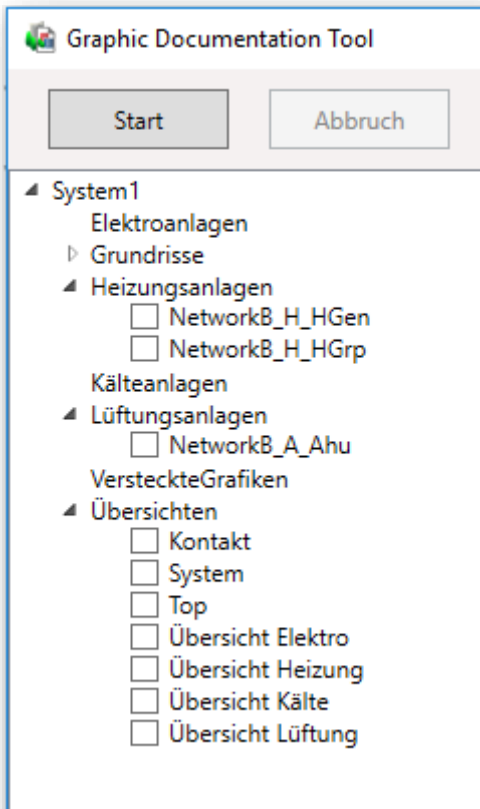 Graphic Documentation Tool
Start Abbruch
System1
Elektroanlagen
Grundrisse
Heizungsanlagen
NetworkB_H_HGen
NetworkB_H_HGrp
Kälteanlagen
Lüftungsanlagen
NetworkB_A_Ahu
VersteckteGrafiken
Übersichten
Kontakt
System
Top
Übersicht Elektro
Übersicht Heizung
Übersicht Kälte
Übersicht Lüftung